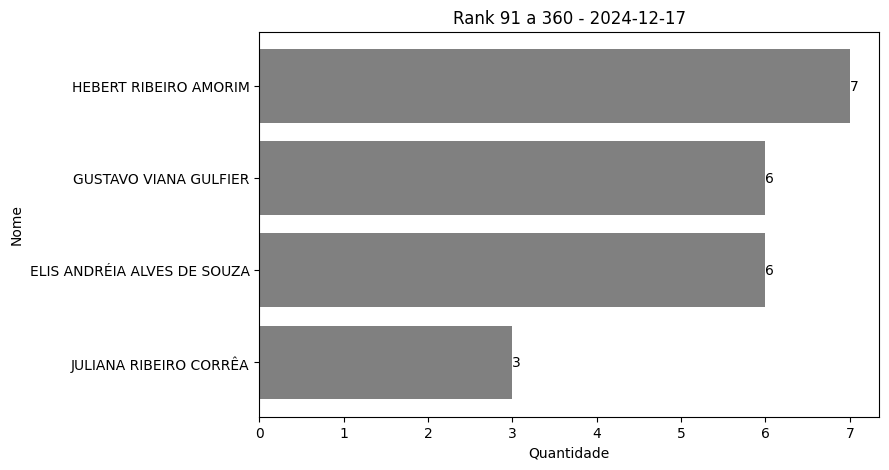 Rank 91 a 360 - 2024-12-17
Nome
HEBERT RIBEIRO AMORIM
7
GUSTAVO VIANA GULFIER
6
ELIS ANDRÉIA ALVES DE SOUZA
6
JULIANA RIBEIRO CORRÊA
3
0 1 2 3 4 5 6 7
Quantidade